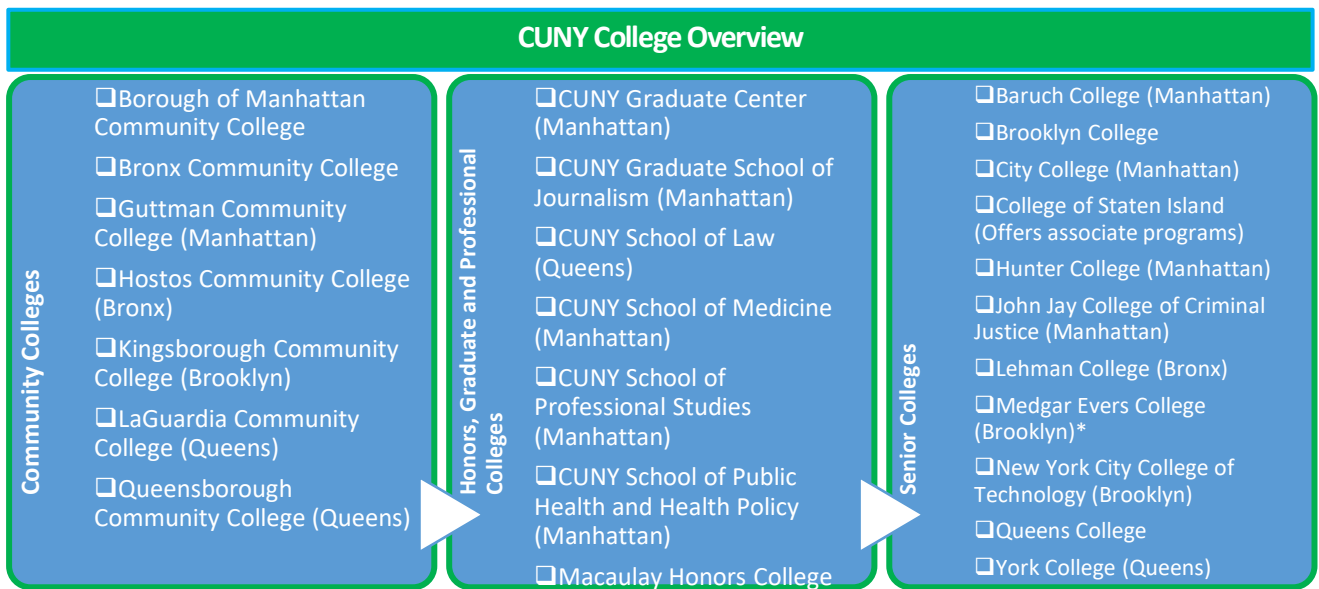 CUNY College Overview
Community Colleges
❑Borough of Manhattan
Community College
❑Bronx Community College
❑Guttman Community
College (Manhattan)
❑Hostos Community College
(Bronx)
❑Kingsborough Community
College (Brooklyn)
❑LaGuardia Community
College (Queens)
❑Queensborough
Community College (Queens)
Honors, Graduate and Professional
Colleges
❑CUNY Graduate Center
(Manhattan)
❑CUNY Graduate School of
Journalism (Manhattan)
❑CUNY School of Law
(Queens)
❑CUNY School of Medicine
(Manhattan)
❑CUNY School of
Professional Studies
(Manhattan)
❑CUNY School of Public
Health and Health Policy
(Manhattan)
❑Macaulay Honors College
Senior Colleges
❑Baruch College (Manhattan)
❑Brooklyn College
❑City College (Manhattan)
❑College of Staten Island
(Offers associate programs)
❑Hunter College (Manhattan)
❑John Jay College of Criminal
Justice (Manhattan)
❑Lehman College (Bronx)
❑Medgar Evers College
(Brooklyn)*
❑New York City College of
Technology (Brooklyn)
❑Queens College
❑York College (Queens)